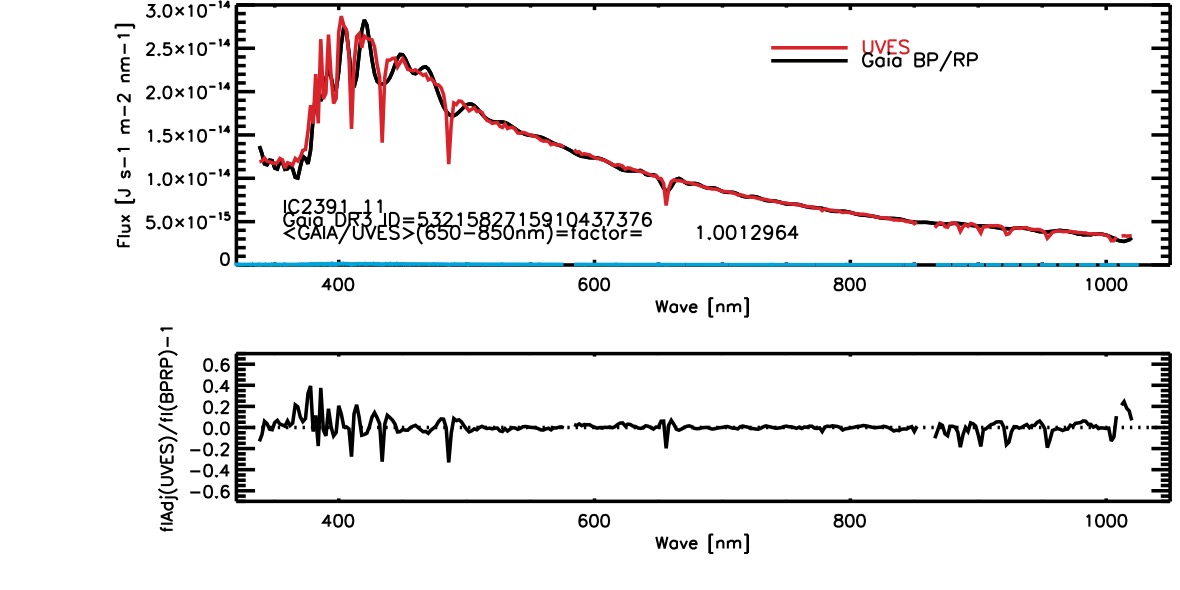 3.0×10−14
2.5×10−14
2.0×10−14
1.5×10−14
1.0×10−14
5.0×10−15
0
Flux [J s−1 m−2 nm−1]
UVES
Gaia BP/RP
IC2391_11
Gaia DR3 ID=5321582715910437376
<GAIA/UVES>(650−850nm)=factor= 1.0012964
400 600 800 1000
Wave [nm]
flAdj(UVES)/fl(BPRP)−1
0.6
0.4
0.2
0.0
−0.2
−0.4
−0.6
400 600 800 1000
Wave [nm]